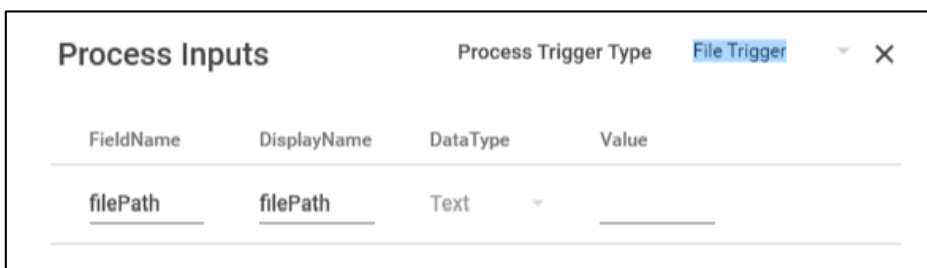 Process Inputs Process Trigger Type File Trigger
FieldName DisplayName DataType Value
filePath filePath Text